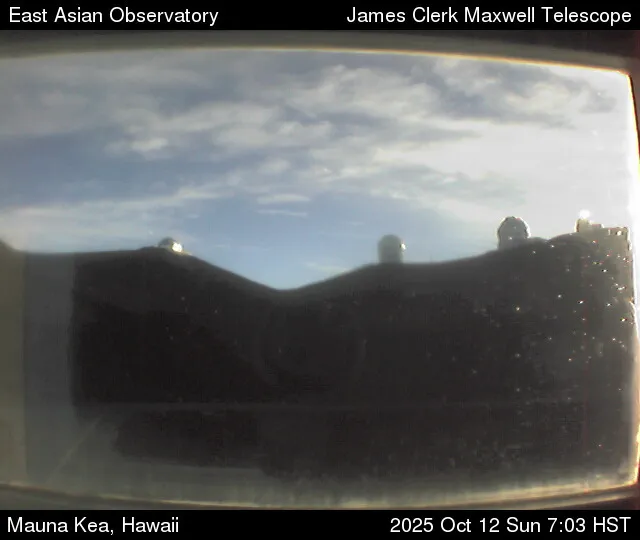 East Asian Observatory
James Clerk Maxwell Telescope
Mauna Kea, Hawaii
2025 Oct 12 Sun 7:03 HST